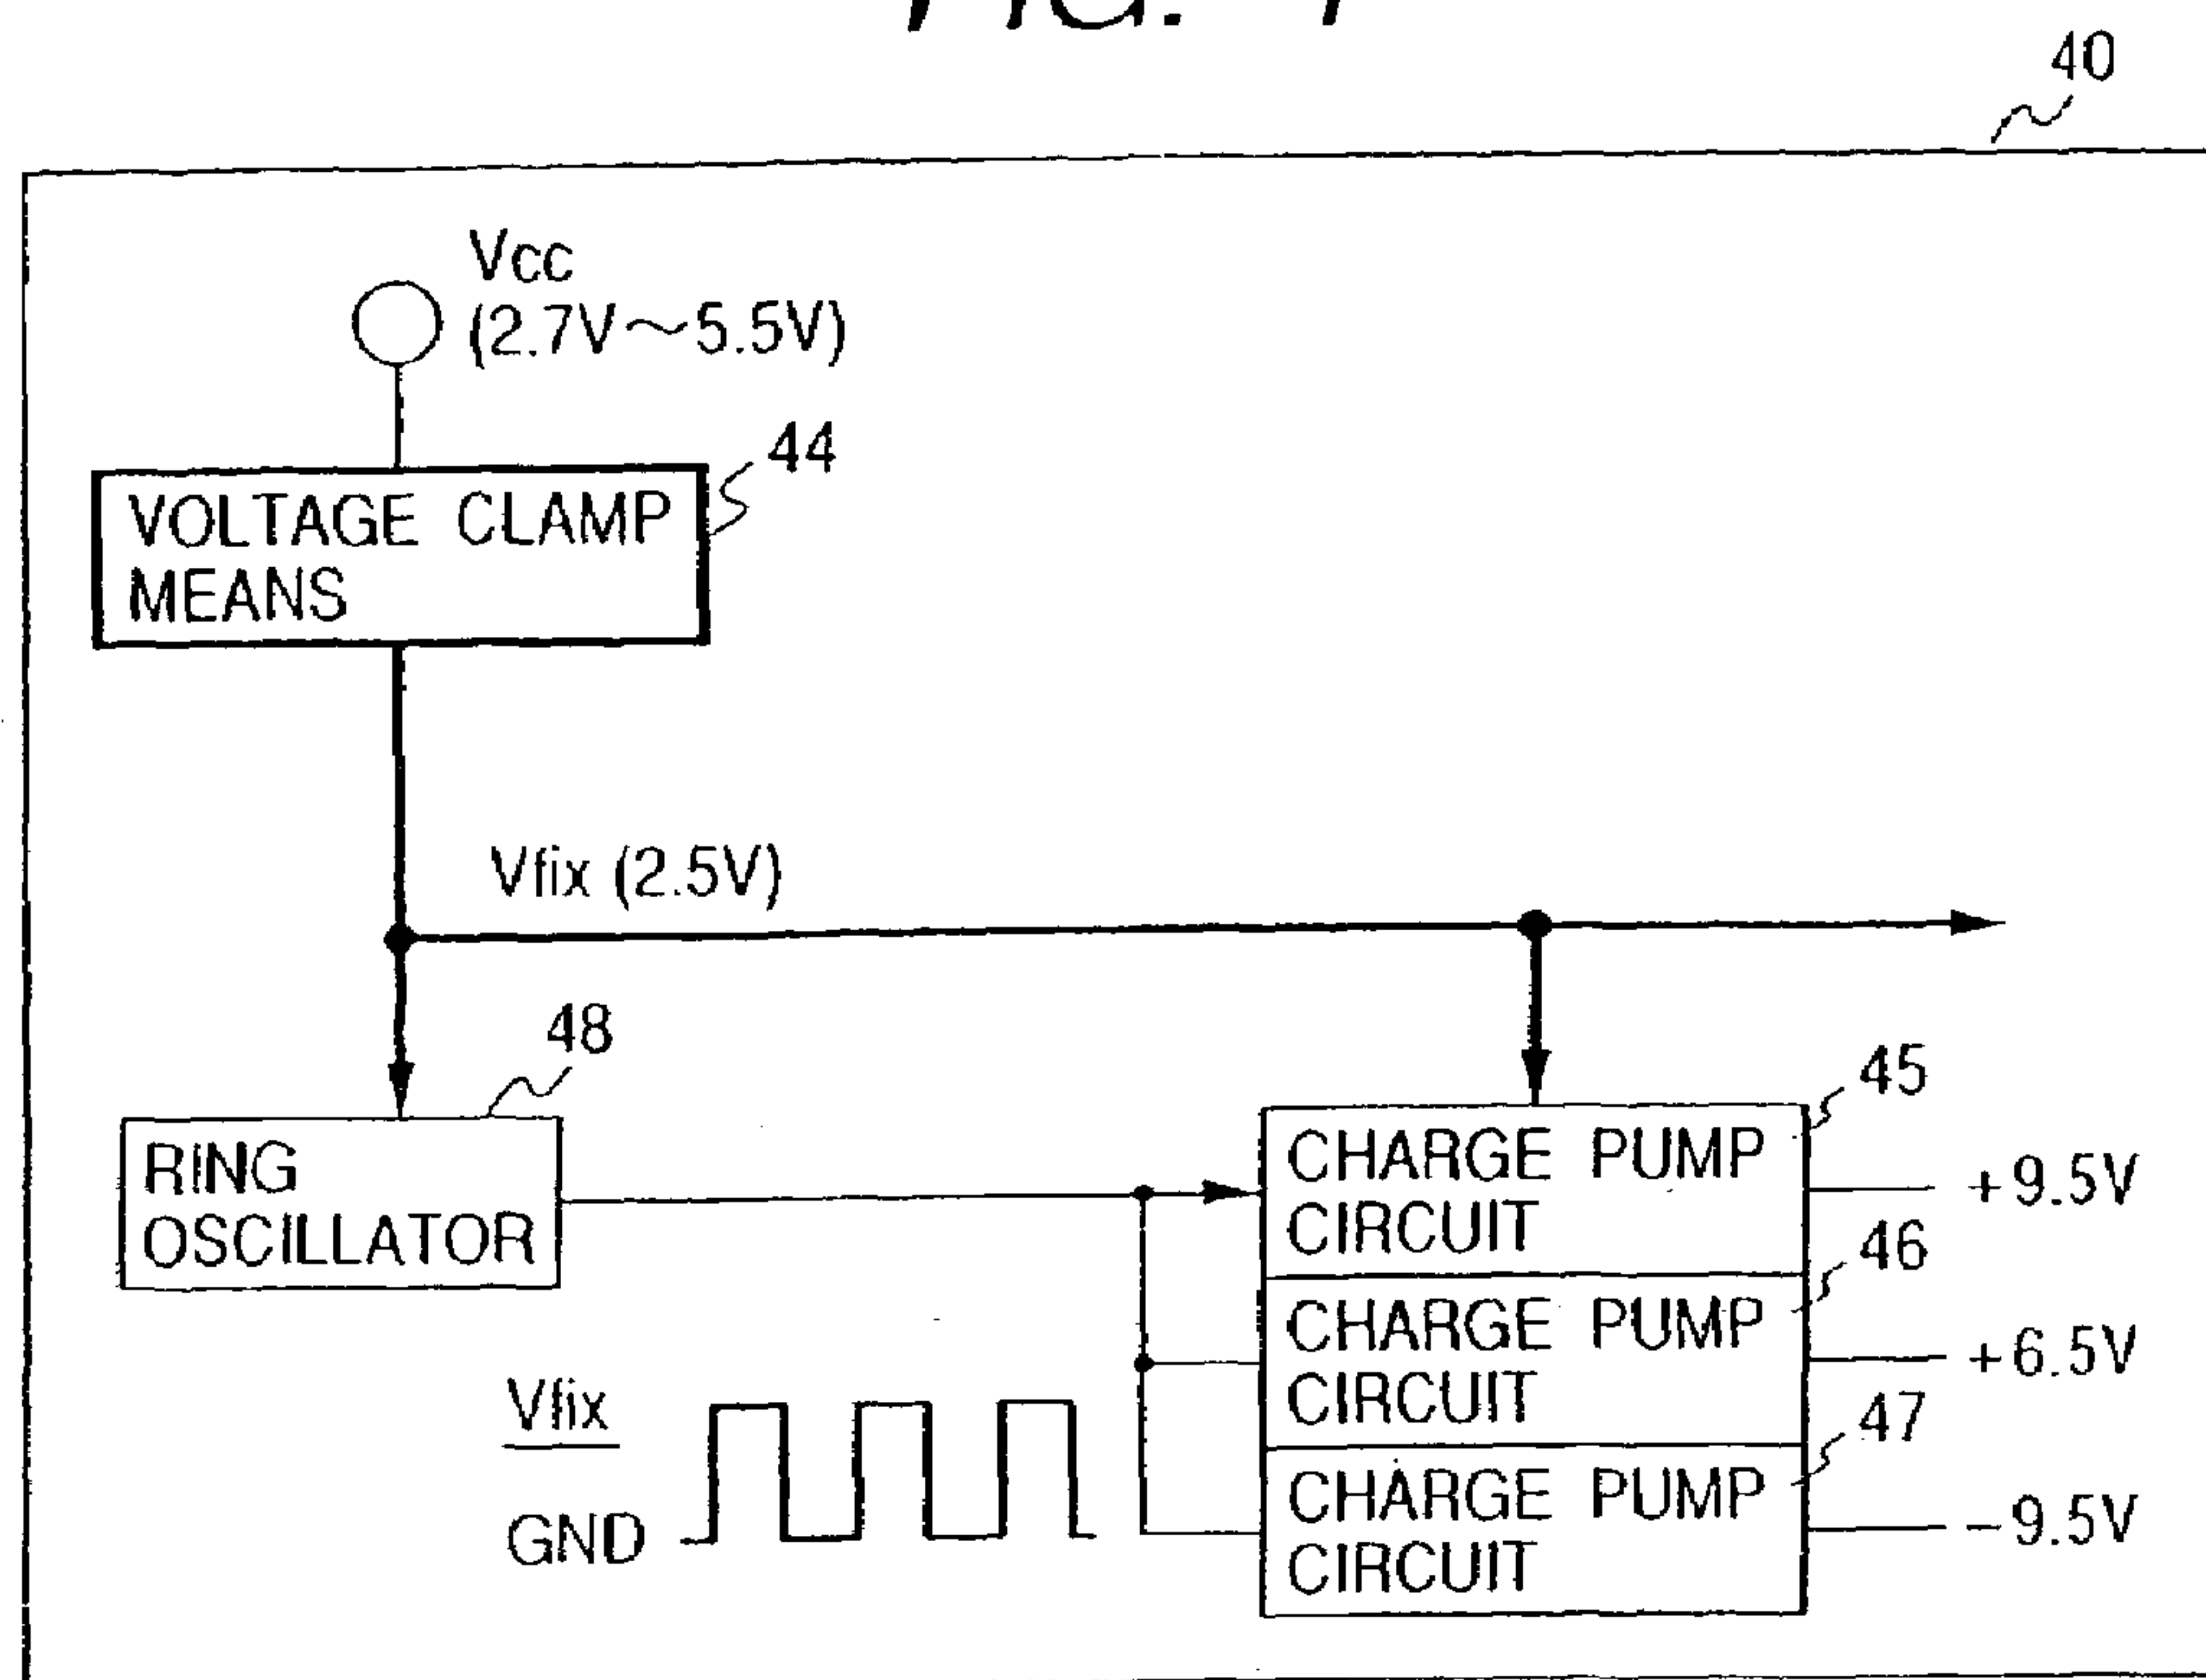 FIG.
40
Vcc
(2.7V～5.5V)
44
VOLTAGE CLAMP
MEANS
Vfix (2.5V)
48
RING
OSCILLATOR
45
CHARGE PUMP
CIRCUIT
+9.5V
46
CHARGE PUMP
CIRCUIT
+6.5V
47
CHARGE PUMP
CIRCUIT
-9.5V
Vfix
GND